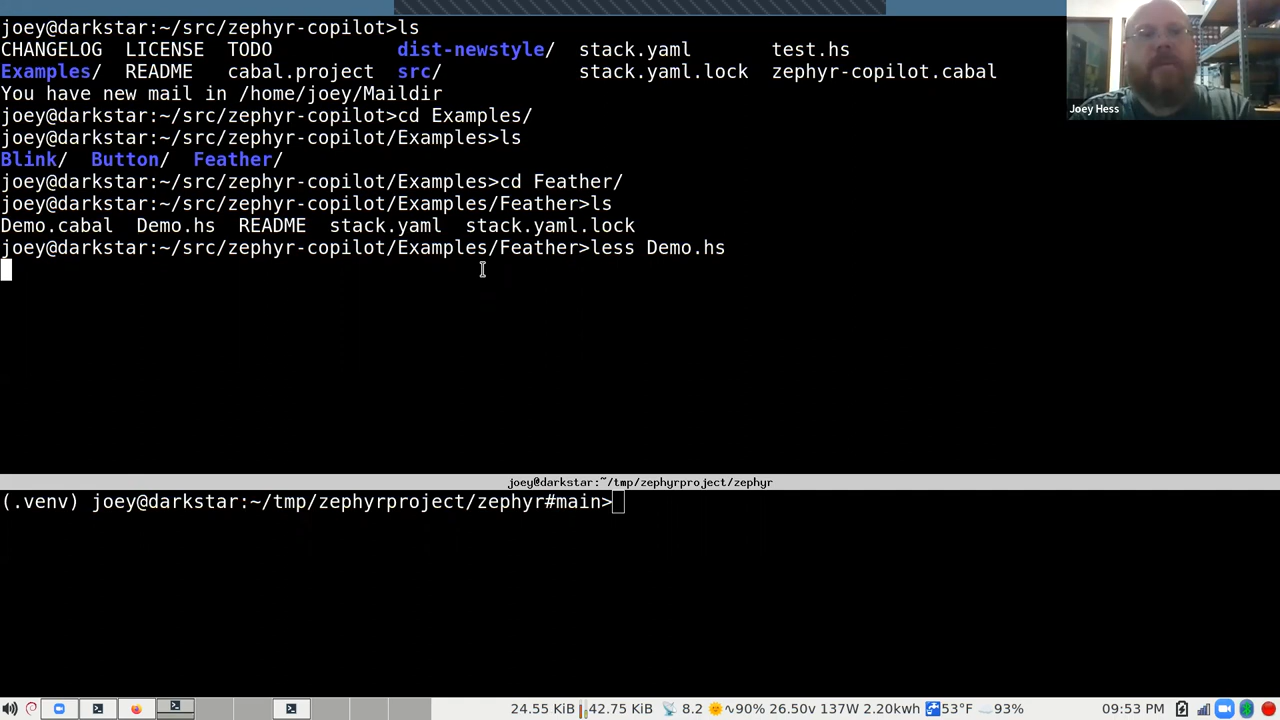 joey@darkstar:~/src/zephyr-copilot>ls
CHANGELOG  LICENSE  TODO           dist-newstyle/  stack.yaml       test.hs
Examples/  README   cabal.project  src/            stack.yaml.lock  zephyr-copilot.cabal
You have new mail in /home/joey/Maildir
joey@darkstar:~/src/zephyr-copilot>cd Examples/
joey@darkstar:~/src/zephyr-copilot/Examples>ls
Blink/  Button/  Feather/
joey@darkstar:~/src/zephyr-copilot/Examples>cd Feather/
joey@darkstar:~/src/zephyr-copilot/Examples/Feather>ls
Demo.cabal  Demo.hs  README  stack.yaml  stack.yaml.lock
joey@darkstar:~/src/zephyr-copilot/Examples/Feather>less Demo.hs
Joey Hess
joey@darkstar:~/tmp/zephyrproject/zephyr
(.venv) joey@darkstar:~/tmp/zephyrproject/zephyr#main>
24.55 KiB 42.75 KiB 8.2 ∿90% 26.50v 137W 2.20kwh 53°F 93% 09:53 PM